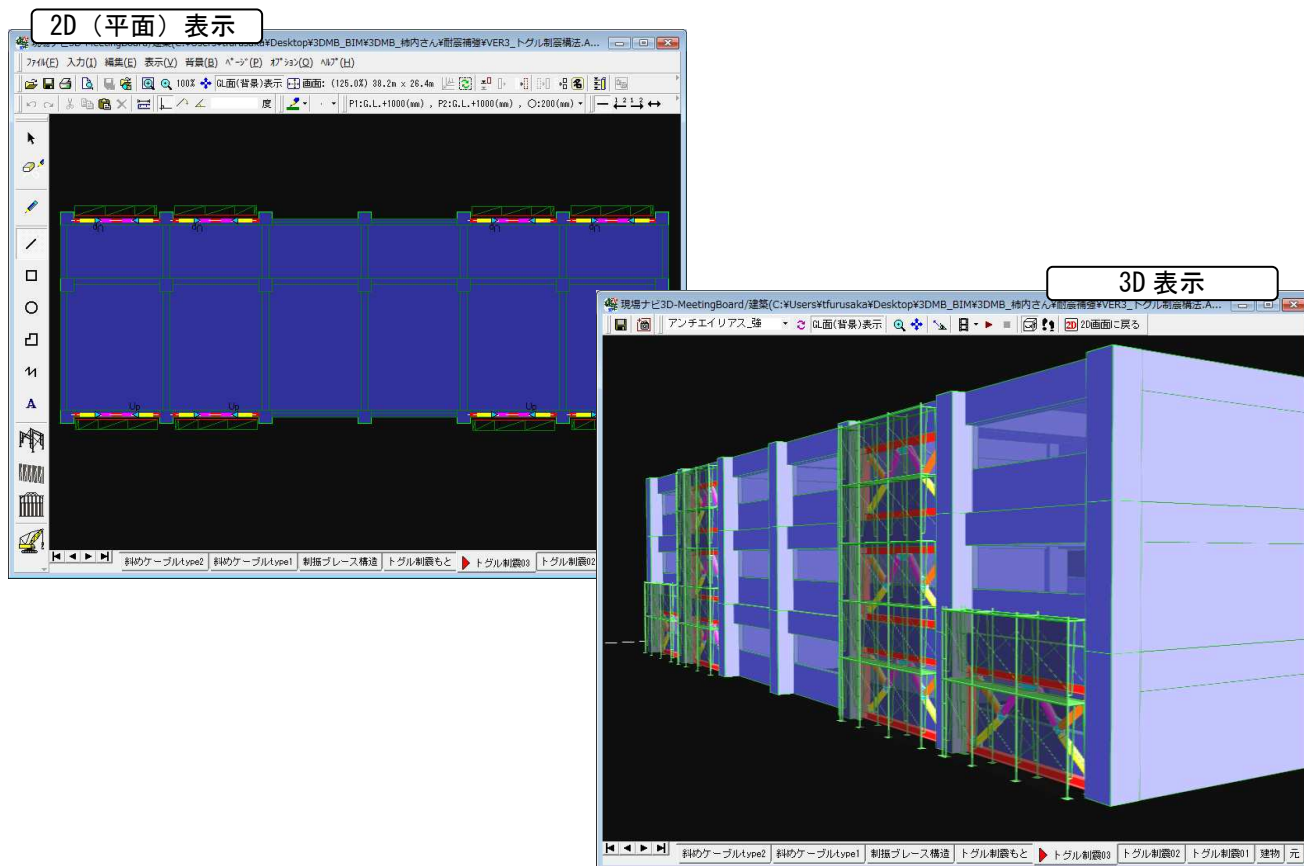 2D（平面）表示
現場ナビ3D-MeetingBoard/建築(C:¥Users¥tfurusaka¥Desktop¥3DMB_BIM¥3DMB_柿内さん¥耐震補強¥VER3_トグル制震構法.A...
ﾌｧｲﾙ(F) 入力(I) 編集(E) 表示(V) 背景(B) ﾍﾟｰｼﾞ(P) ｵﾌﾟｼｮﾝ(O) ﾍﾙﾌﾟ(H)
100% GL面(背景)表示 画面: (125.0%) 38.2m x 26.4m
度 P1:G.L.+1000(mm) , P2:G.L.+1000(mm) , ○:200(mm)
Up Up Up Up
Up Up Up
A
斜めケーブルtype2 斜めケーブルtype1 制振ブレース構造 トグル制震もと トグル制震03 トグル制震02
3D 表示
現場ナビ3D-MeetingBoard/建築(C:¥Users¥tfurusaka¥Desktop¥3DMB_BIM¥3DMB_柿内さん¥耐震補強¥VER3_トグル制震構法.A...
アンチエイリアス_強 GL面(背景)表示 2D 2D画面に戻る
斜めケーブルtype2 斜めケーブルtype1 制振ブレース構造 トグル制震もと トグル制震03 トグル制震02 トグル制震01 建物 元